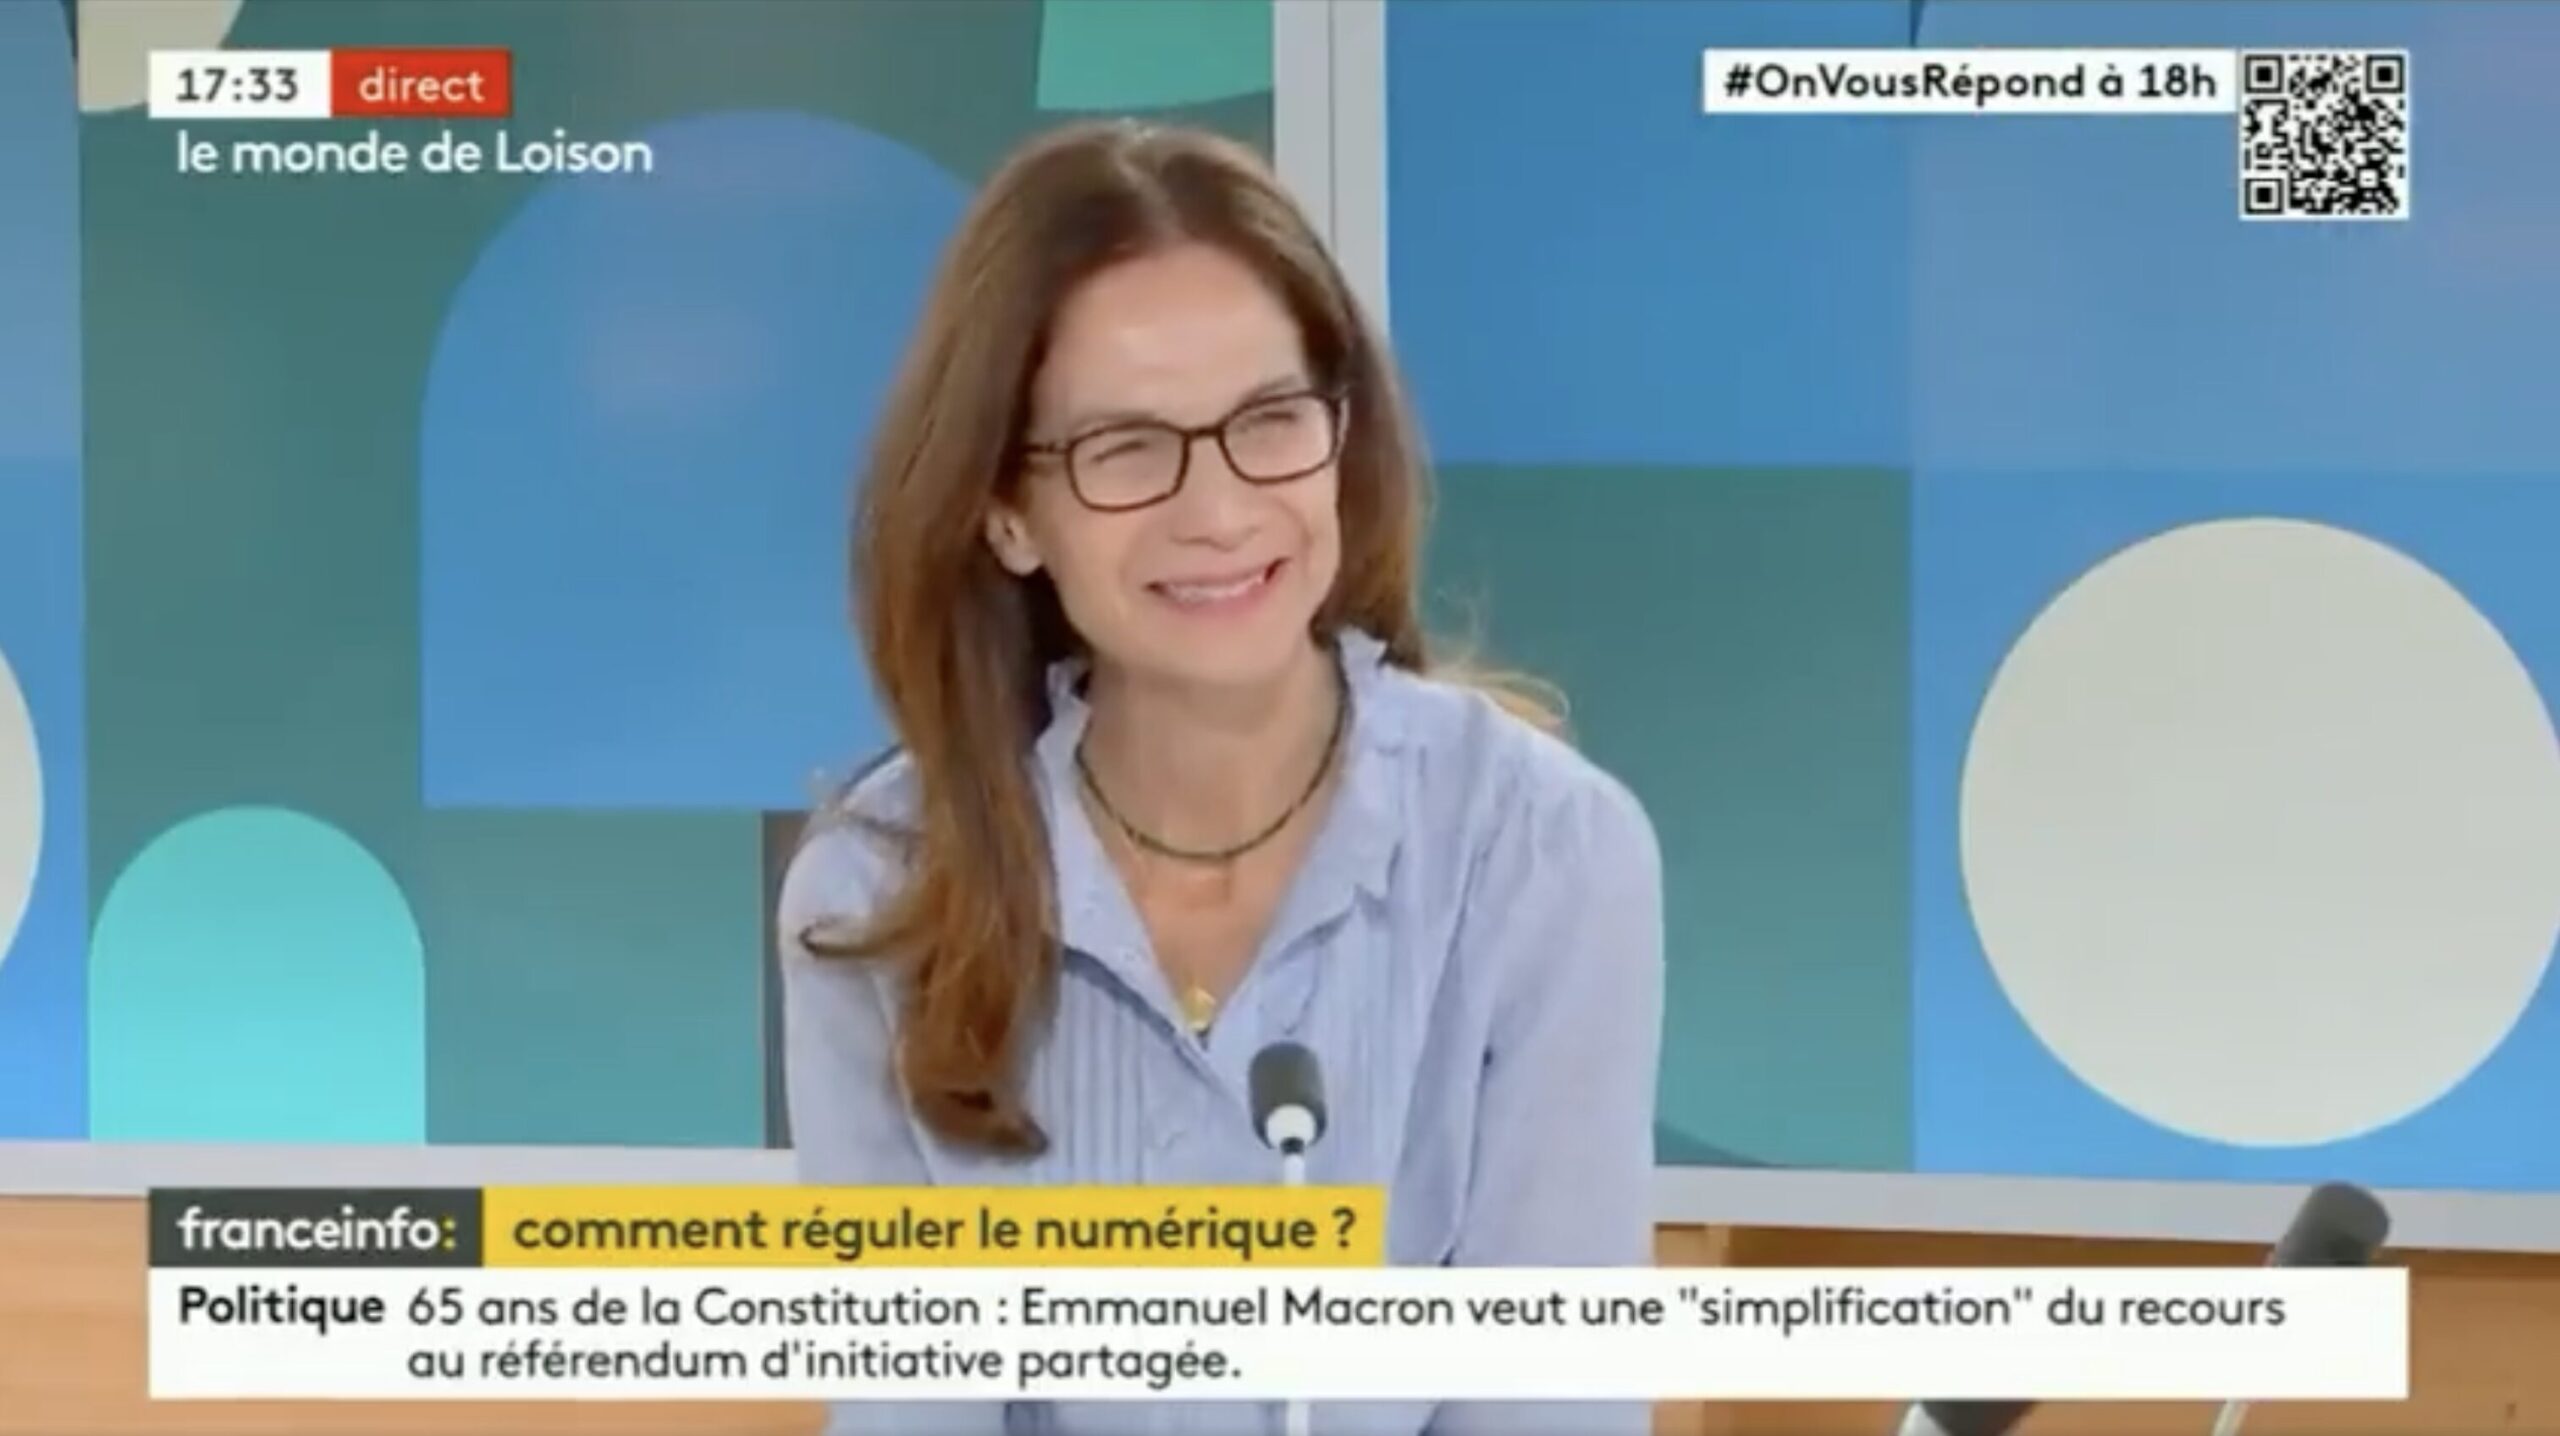 17:33 direct
#OnVousRépond à 18h
le monde de Loison
franceinfo: comment réguler le numérique ?
Politique 65 ans de la Constitution : Emmanuel Macron veut une "simplification" du recours
au référendum d'initiative partagée.